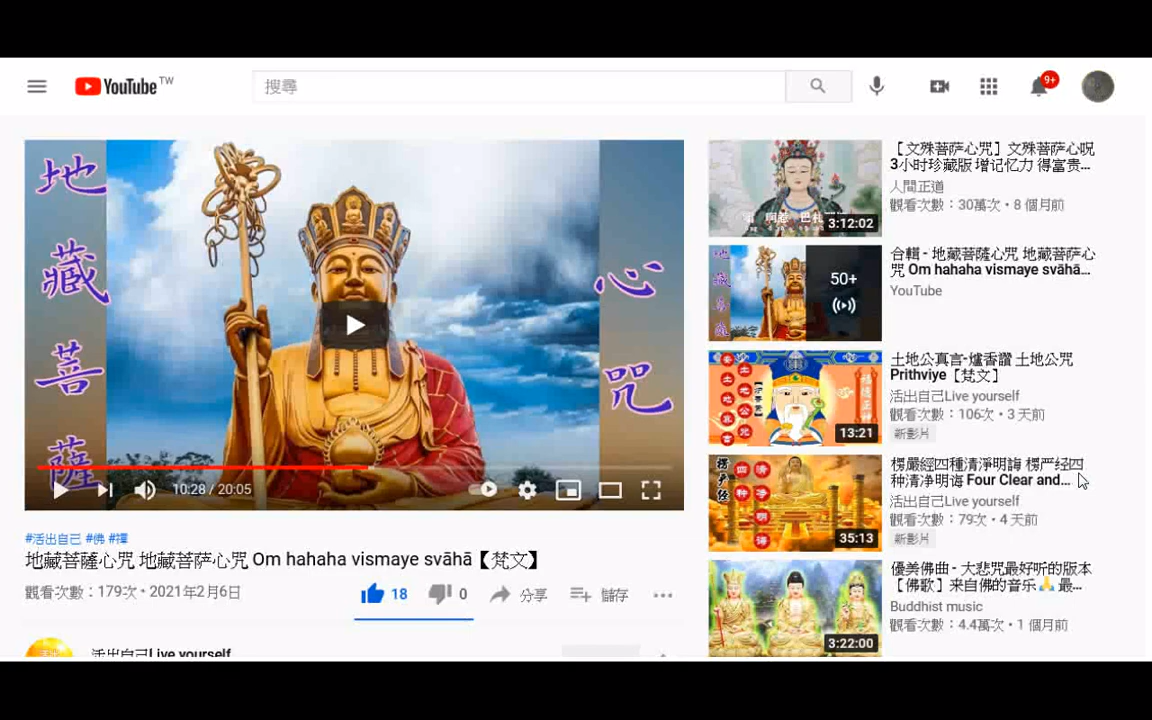 YouTube TW
搜尋
9+
地藏菩薩
心咒
10:28 / 20:05
#活出自己 #佛 #禪
地藏菩薩心咒 地藏菩萨心咒 Om hahaha vismaye svāhā【梵文】
觀看次數：179次・2021年2月6日
18
0
分享
儲存
活出自己Live yourself
3:12:02
【文殊菩萨心咒】文殊菩萨心呪
3小时珍藏版 增记忆力 得富贵...
人間正道
觀看次數：30萬次・8 個月前
50+
合輯 - 地藏菩薩心咒 地藏菩萨心
咒 Om hahaha vismaye svāhā...
YouTube
13:21
土地公真言-爐香讚 土地公咒
Prithviye【梵文】
活出自己Live yourself
觀看次數：106次・3 天前
新影片
楞严经
四种清净明诲
35:13
楞嚴經四種清淨明誨 楞严经四
种清净明诲 Four Clear and...
活出自己Live yourself
觀看次數：79次・4 天前
新影片
3:22:00
優美佛曲 - 大悲咒最好听的版本
【佛歌】来自佛的音乐🙏 最...
Buddhist music
觀看次數：4.4萬次・1 個月前